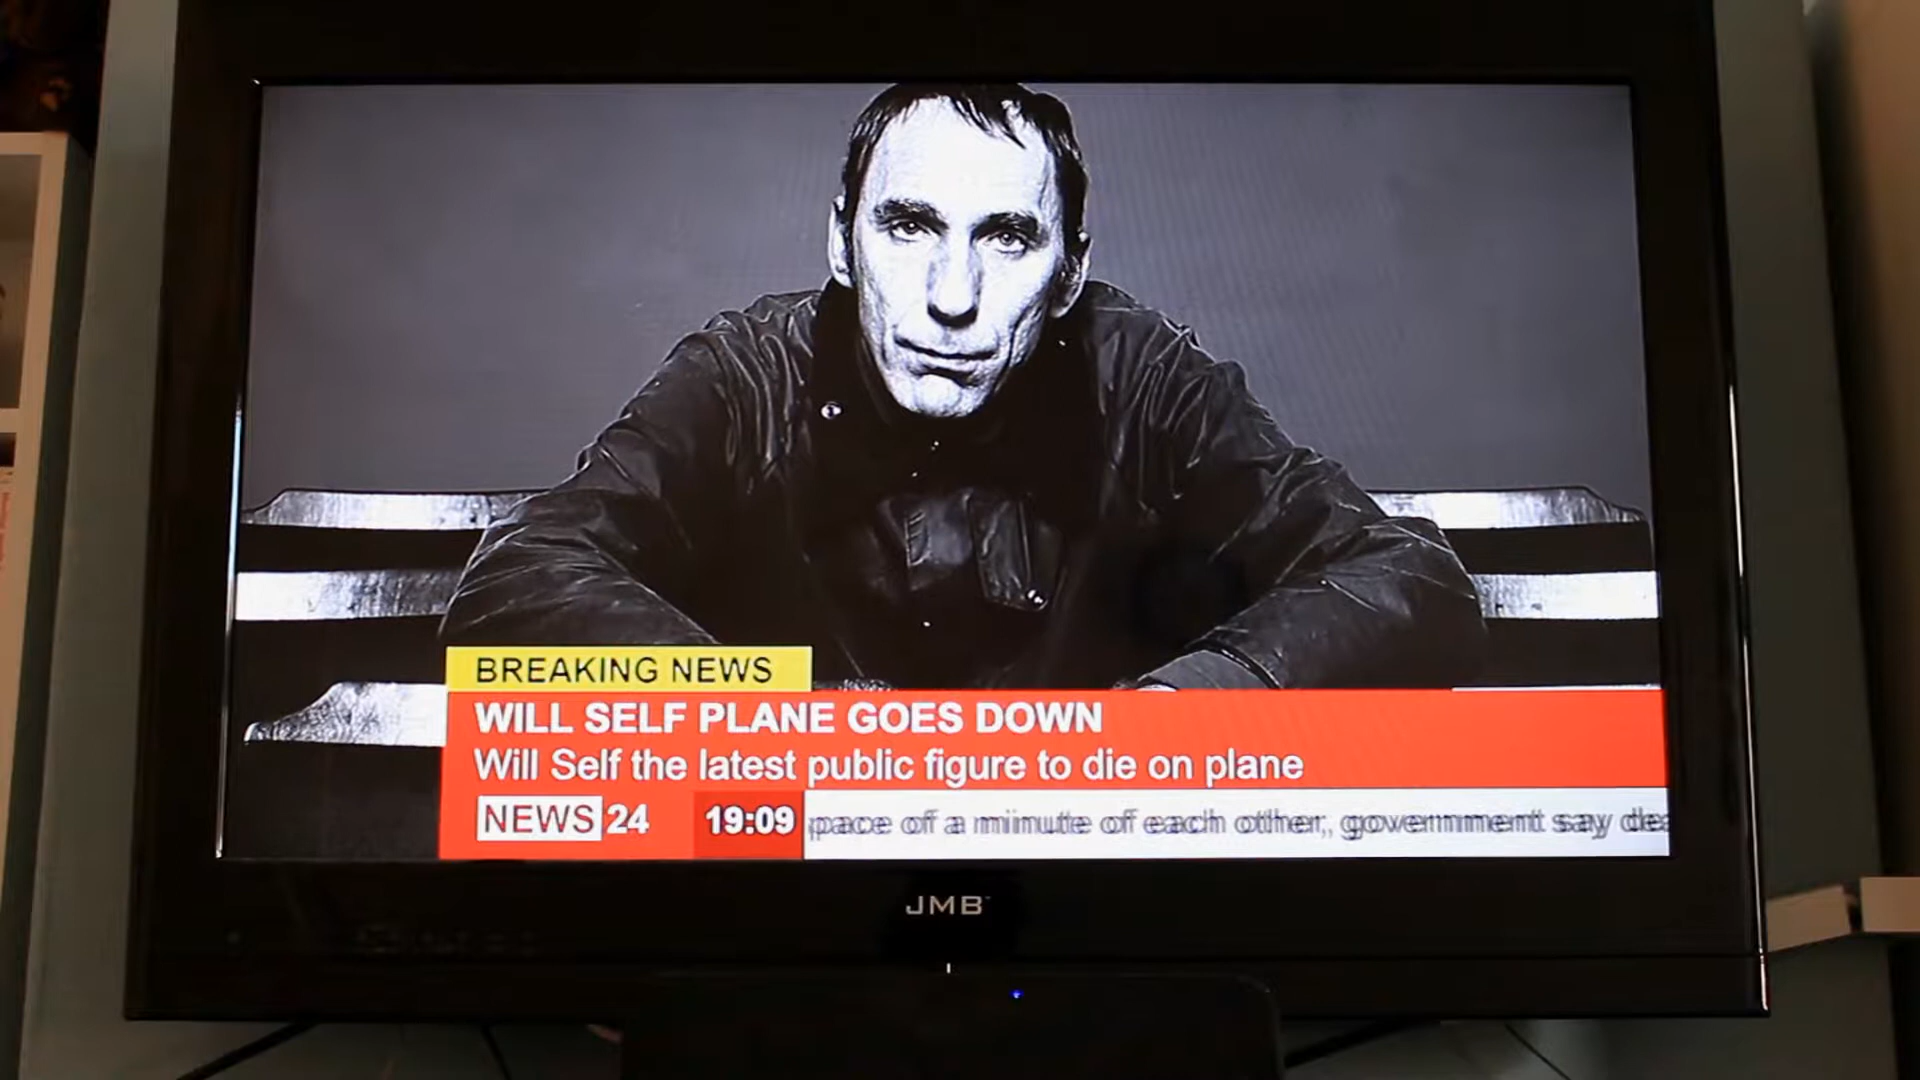 BREAKING NEWS
WILL SELF PLANE GOES DOWN
Will Self the latest public figure to die on plane
NEWS 24 19:09 pace of a minute of each other, government say dea
JMB